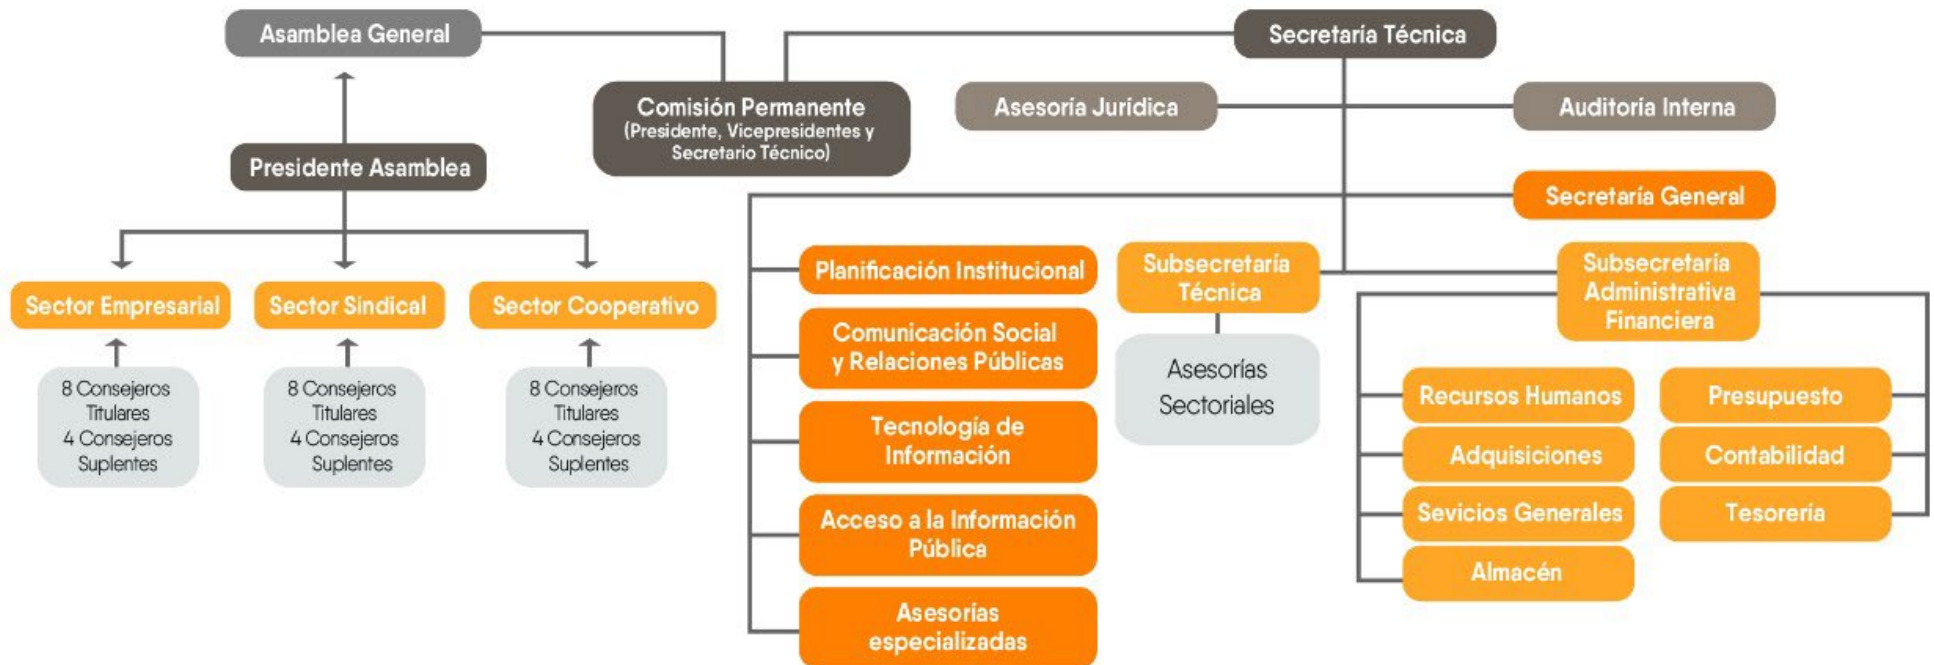 Asamblea General
Secretaría Técnica
Comisión Permanente
(Presidente, Vicepresidentes y
Secretario Técnico)
Asesoría Jurídica
Auditoría Interna
Presidente Asamblea
Secretaría General
Sector Empresarial
Sector Sindical
Sector Cooperativo
8 Consejeros
Titulares
4 Consejeros
Suplentes
8 Consejeros
Titulares
4 Consejeros
Suplentes
8 Consejeros
Titulares
4 Consejeros
Suplentes
Planificación Institucional
Comunicación Social
y Relaciones Públicas
Tecnología de
Información
Acceso a la Información
Pública
Asesorías
especializadas
Subsecretaría
Técnica
Asesorías
Sectoriales
Subsecretaría
Administrativa
Financiera
Recursos Humanos
Adquisiciones
Sevicios Generales
Almacén
Presupuesto
Contabilidad
Tesorería